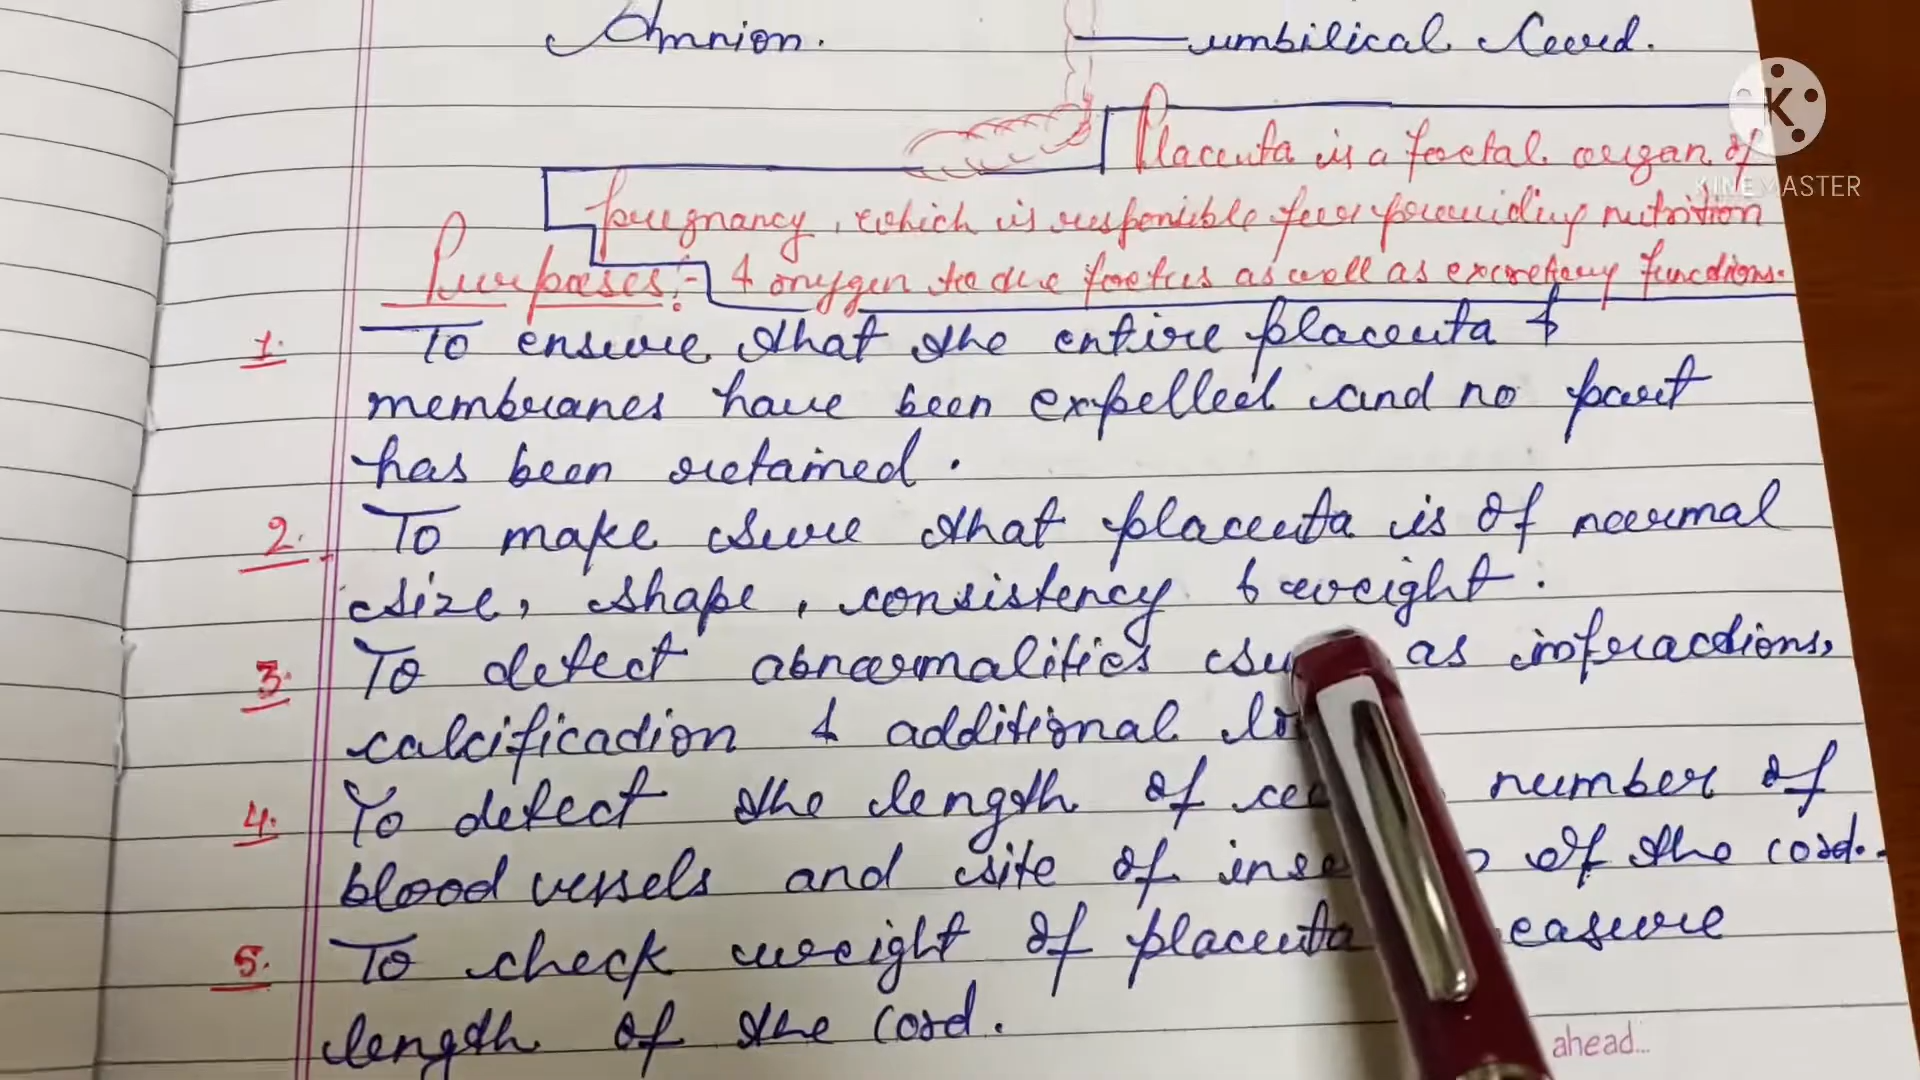 Amnion.
umbilical Cord.
K
KINEMASTER
Placenta is a foetal organ of
pregnancy, which is responsible for providing nutrition
Purposes:- & oxygen to the foetus as well as excretory functions.
1. To ensure that the entire placenta &
membranes have been expelled and no part
has been retained.
2. To make sure that placenta is of normal
size, shape, consistency & weight.
3. To detect abnormalities as infractions,
calcification & additional
4. To detect the length of number of
blood vessels and site of of the cord.
5. To check weight of placenta
length of the cord.
ahead...